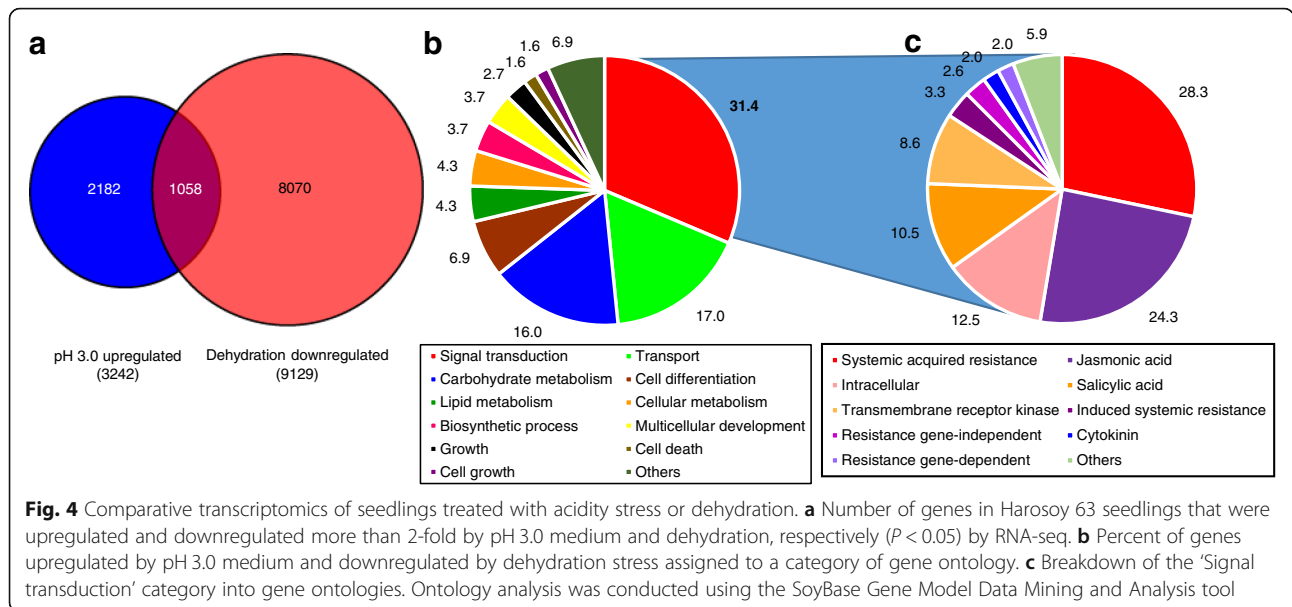 a
2182
1058
8070
pH 3.0 upregulated
(3242)
Dehydration downregulated
(9129)
b
6.9
1.6
1.6
2.7
3.7
3.7
4.3
4.3
6.9
16.0
17.0
31.4
Signal transduction
Transport
Carbohydrate metabolism
Cell differentiation
Lipid metabolism
Cellular metabolism
Biosynthetic process
Multicellular development
Growth
Cell death
Cell growth
Others
c
5.9
2.0
2.0
2.6
3.3
8.6
10.5
12.5
24.3
28.3
Systemic acquired resistance
Jasmonic acid
Intracellular
Salicylic acid
Transmembrane receptor kinase
Induced systemic resistance
Resistance gene-independent
Cytokinin
Resistance gene-dependent
Others
Fig. 4 Comparative transcriptomics of seedlings treated with acidity stress or dehydration. a Number of genes in Harosoy 63 seedlings that were
upregulated and downregulated more than 2-fold by pH 3.0 medium and dehydration, respectively (P < 0.05) by RNA-seq. b Percent of genes
upregulated by pH 3.0 medium and downregulated by dehydration stress assigned to a category of gene ontology. c Breakdown of the ‘Signal
transduction’ category into gene ontologies. Ontology analysis was conducted using the SoyBase Gene Model Data Mining and Analysis tool